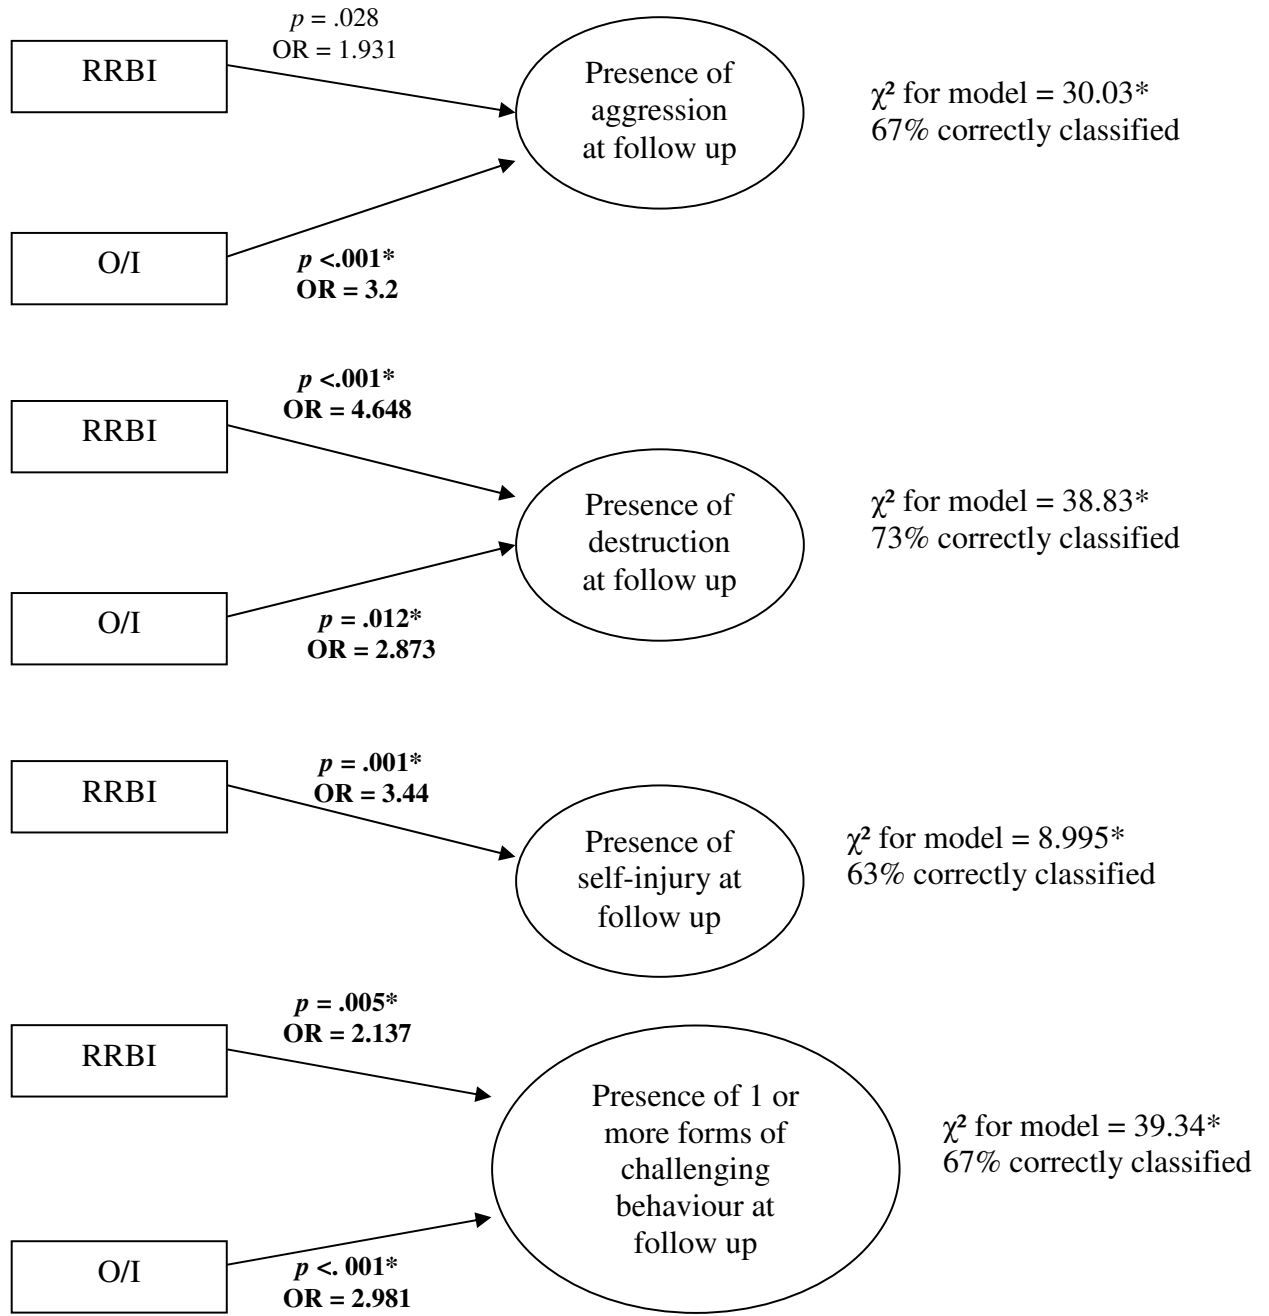 RRBI
p = .028
OR = 1.931
Presence of
aggression
at follow up
χ² for model = 30.03*
67% correctly classified
O/I
p <.001*
OR = 3.2
RRBI
p <.001*
OR = 4.648
Presence of
destruction
at follow up
χ² for model = 38.83*
73% correctly classified
O/I
p = .012*
OR = 2.873
RRBI
p = .001*
OR = 3.44
Presence of
self-injury at
follow up
χ² for model = 8.995*
63% correctly classified
RRBI
p = .005*
OR = 2.137
Presence of 1 or
more forms of
challenging
behaviour at
follow up
χ² for model = 39.34*
67% correctly classified
O/I
p <. 001*
OR = 2.981